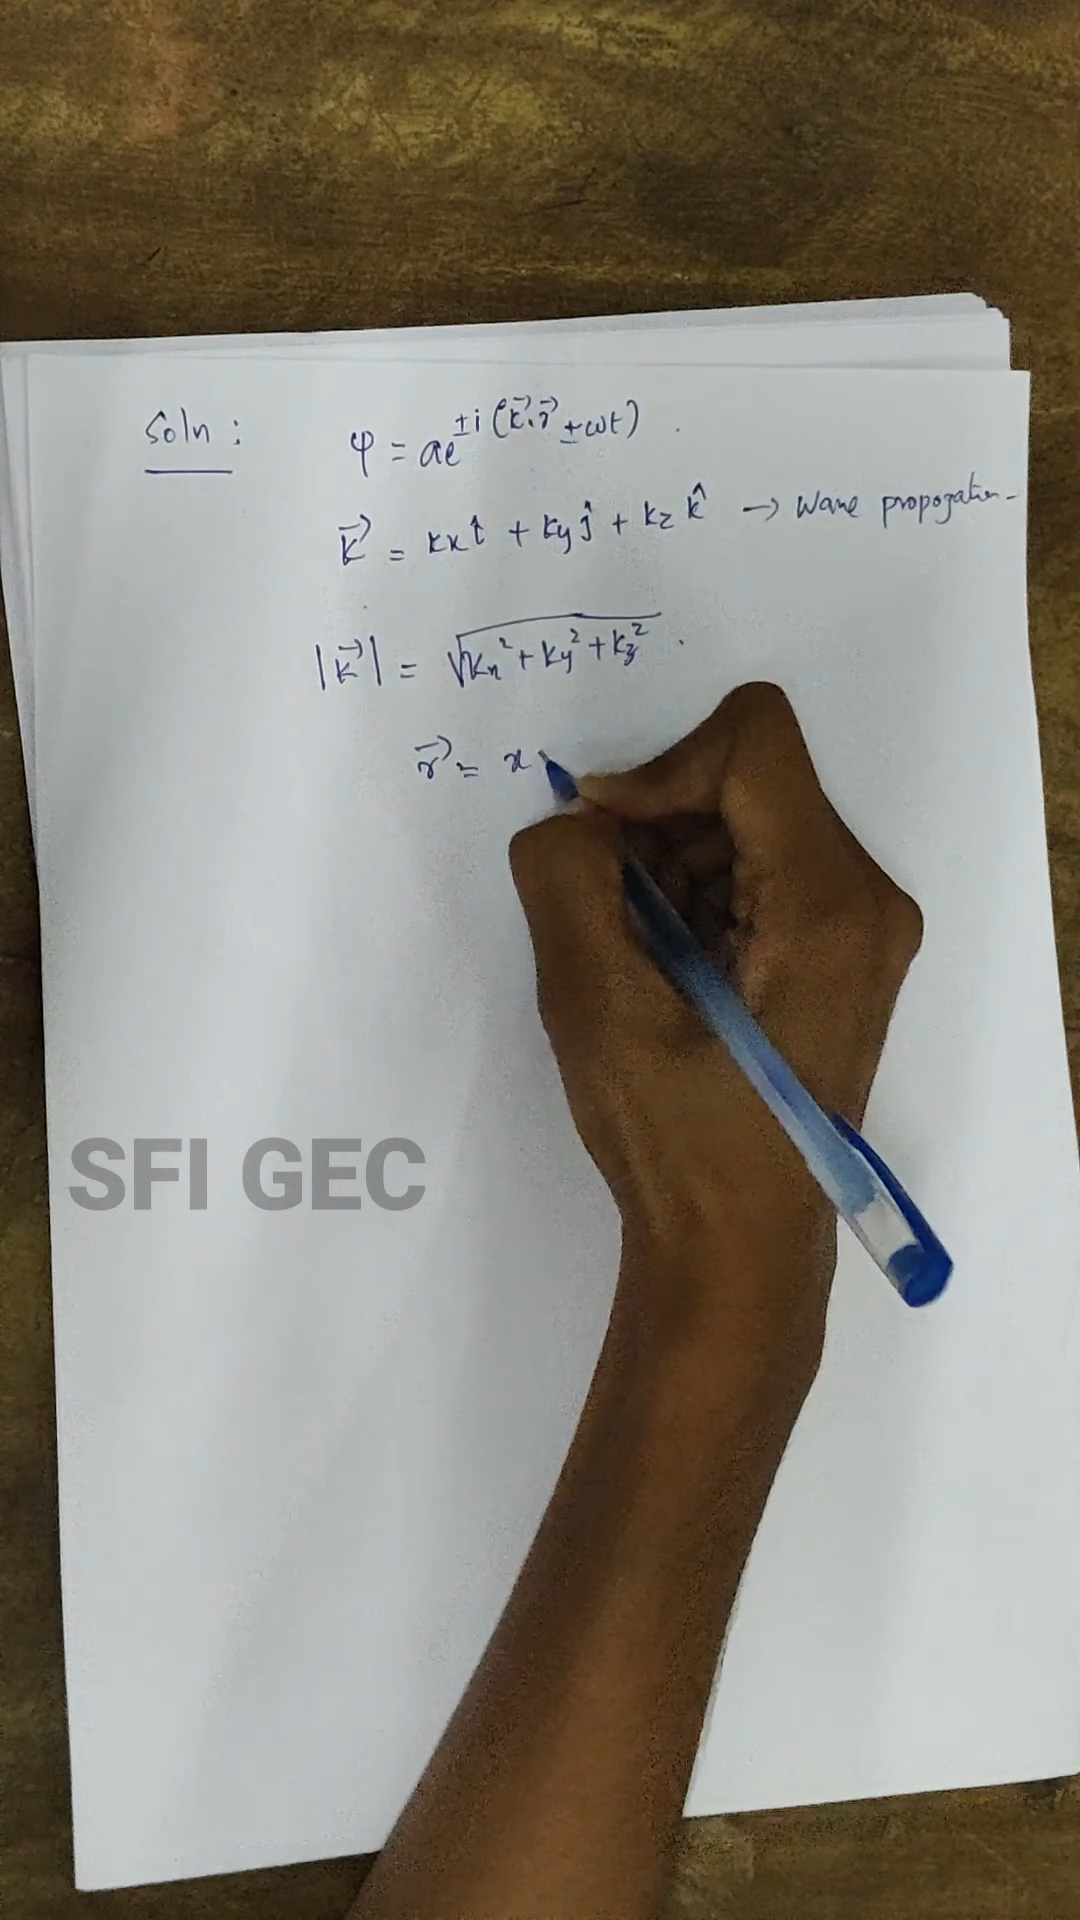 Soln :
φ = ae^±i(k⃗.r⃗ ± ωt) .
k⃗ = kx î + ky ĵ + kz k̂ → Wave propogation -
|k⃗| = √kx² + ky² + kz² .
r⃗ = x
SFI GEC